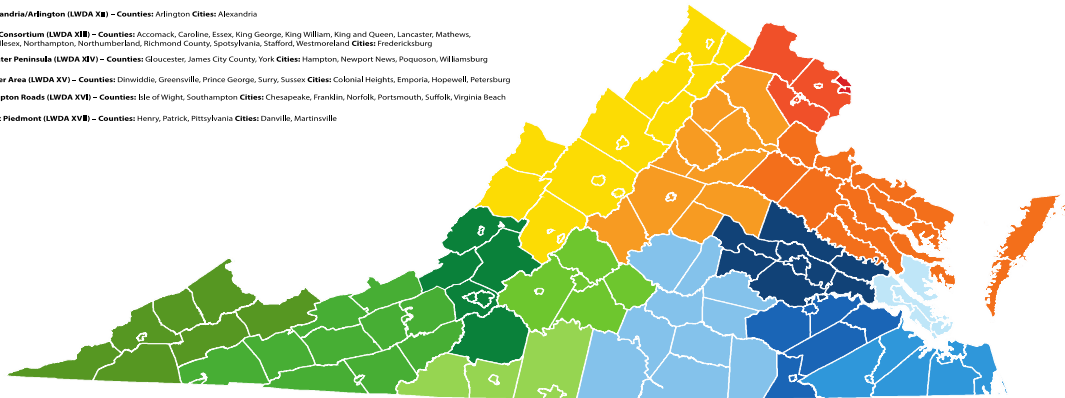 andria/Arlington (LWDA XII) – Counties: Arlington Cities: Alexandria
Consortium (LWDA XIII) – Counties: Accomack, Caroline, Essex, King George, King William, King and Queen, Lancaster, Mathews,
dlesex, Northampton, Northumberland, Richmond County, Spotsylvania, Stafford, Westmoreland Cities: Fredericksburg
ter Peninsula (LWDA XIV) – Counties: Gloucester, James City County, York Cities: Hampton, Newport News, Poquoson, Williamsburg
er Area (LWDA XV) – Counties: Dinwiddie, Greensville, Prince George, Surry, Sussex Cities: Colonial Heights, Emporia, Hopewell, Petersburg
pton Roads (LWDA XVI) – Counties: Isle of Wight, Southampton Cities: Chesapeake, Franklin, Norfolk, Portsmouth, Suffolk, Virginia Beach
t Piedmont (LWDA XVII) – Counties: Henry, Patrick, Pittsylvania Cities: Danville, Martinsville